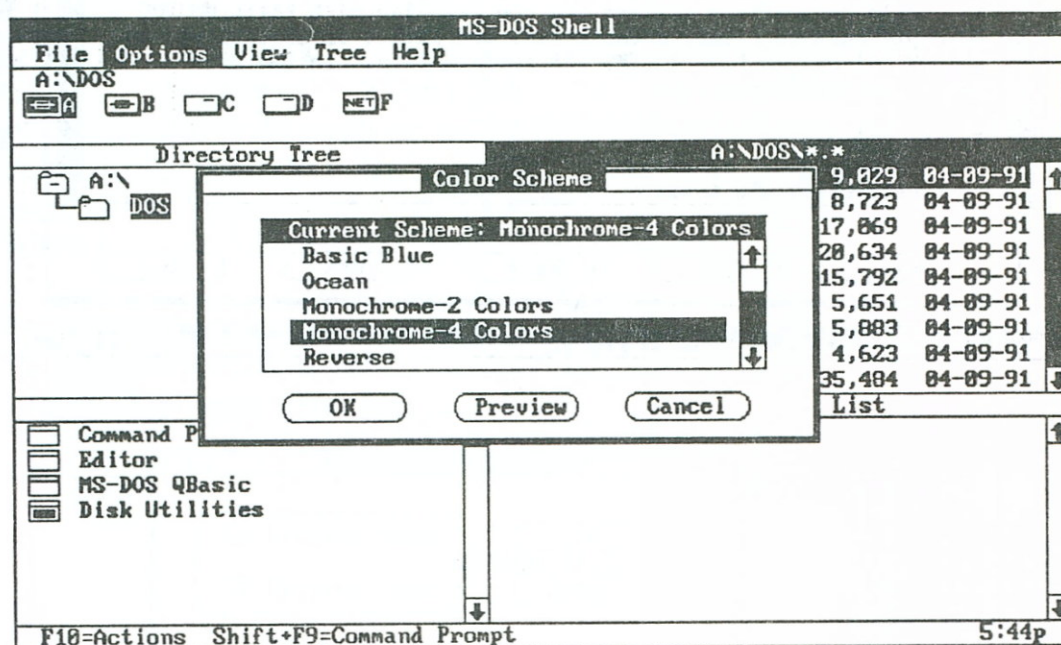 MS-DOS Shell
File Options View Tree Help
A:\DOS
A B C D NET F
Directory Tree
A:\DOS\*.*
A:\
DOS
9,029 04-09-91
8,723 04-09-91
17,069 04-09-91
20,634 04-09-91
15,792 04-09-91
5,651 04-09-91
5,883 04-09-91
4,623 04-09-91
35,484 04-09-91
Color Scheme
Current Scheme: Monochrome-4 Colors
Basic Blue
Ocean
Monochrome-2 Colors
Monochrome-4 Colors
Reverse
OK Preview Cancel
List
Command P
Editor
MS-DOS QBasic
Disk Utilities
F10=Actions Shift+F9=Command Prompt 5:44p